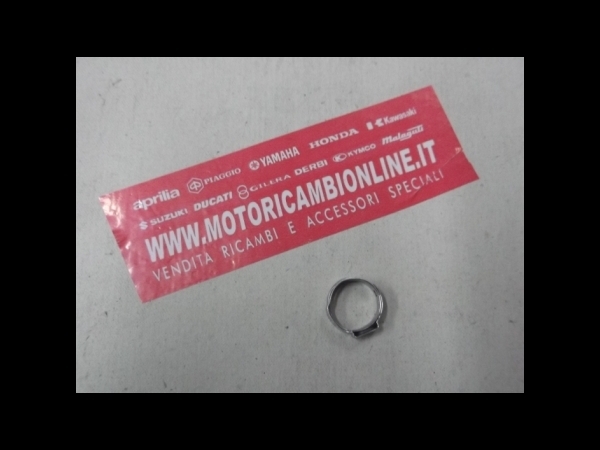 aprilia PIAGGIO YAMAHA HONDA Kawasaki
SUZUKI DUCATI GILERA DERBI KYMCO Malaguti
WWW.MOTORICAMBIONLINE.IT
VENDITA RICAMBI E ACCESSORI SPECIALI